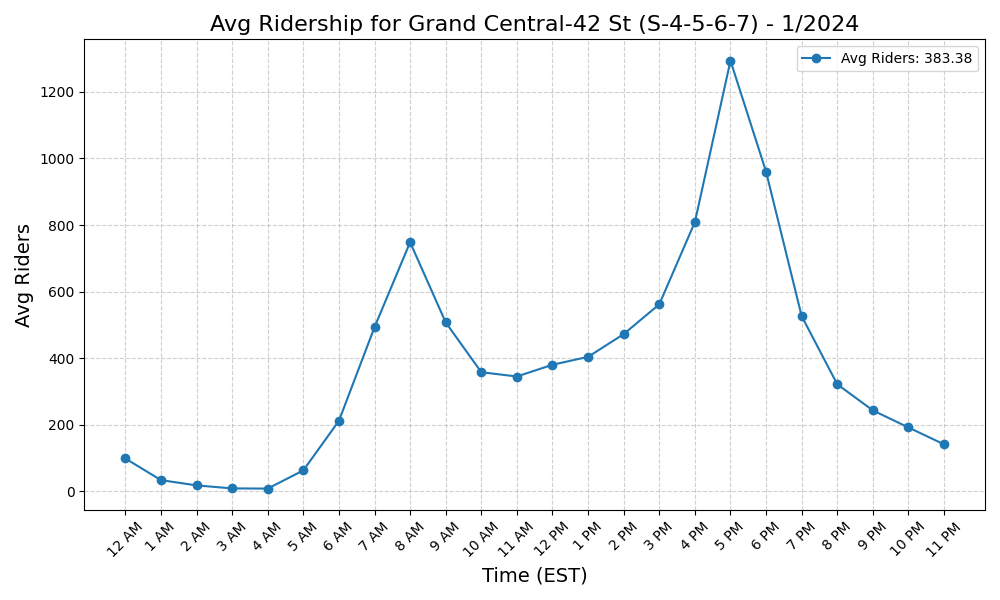 Avg Ridership for Grand Central-42 St (S-4-5-6-7) - 1/2024
Avg Riders: 383.38
Avg Riders
1200
1000
800
600
400
200
0
12 AM
1 AM
2 AM
3 AM
4 AM
5 AM
6 AM
7 AM
8 AM
9 AM
10 AM
11 AM
12 PM
1 PM
2 PM
3 PM
4 PM
5 PM
6 PM
7 PM
8 PM
9 PM
10 PM
11 PM
Time (EST)